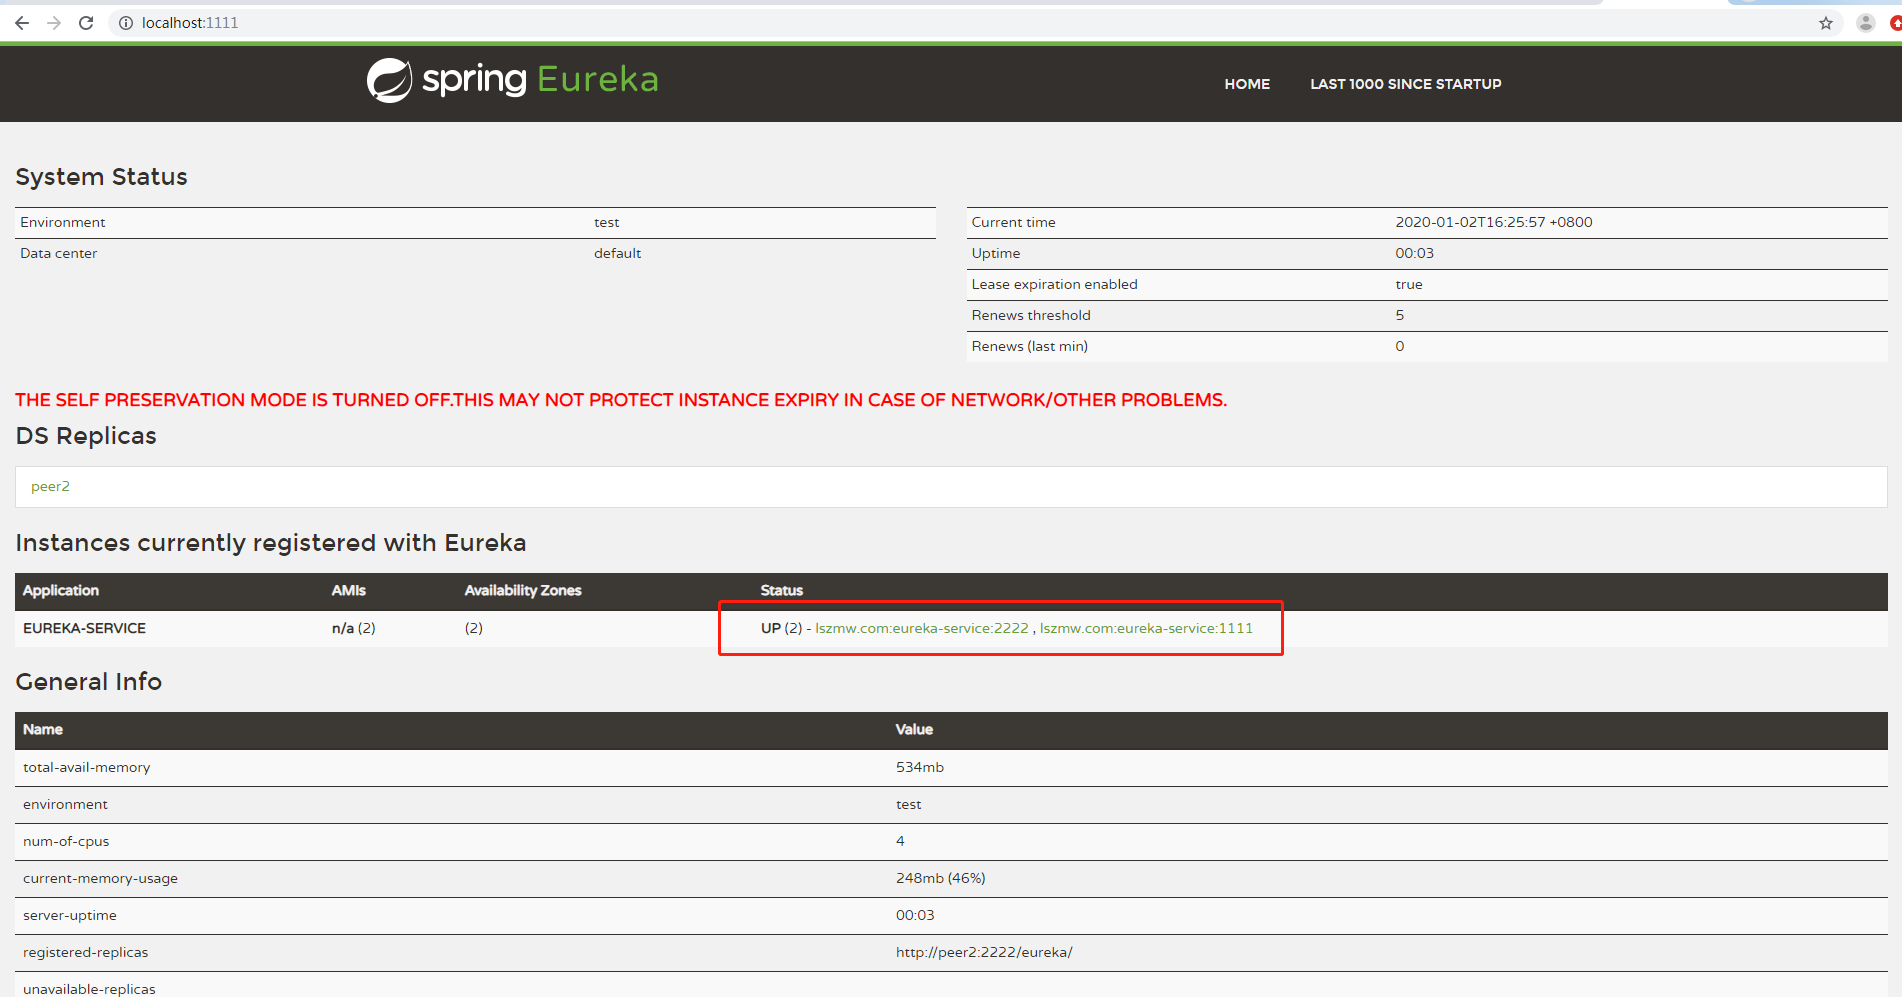 localhost:1111
spring Eureka
HOME LAST 1000 SINCE STARTUP
System Status
Environment test
Data center default
Current time 2020-01-02T16:25:57 +0800
Uptime 00:03
Lease expiration enabled true
Renews threshold 5
Renews (last min) 0
THE SELF PRESERVATION MODE IS TURNED OFF.THIS MAY NOT PROTECT INSTANCE EXPIRY IN CASE OF NETWORK/OTHER PROBLEMS.
DS Replicas
peer2
Instances currently registered with Eureka
Application AMIs Availability Zones Status
EUREKA-SERVICE n/a (2) (2) UP (2) - lszmw.com:eureka-service:2222 , lszmw.com:eureka-service:1111
General Info
Name Value
total-avail-memory 534mb
environment test
num-of-cpus 4
current-memory-usage 248mb (46%)
server-uptime 00:03
registered-replicas http://peer2:2222/eureka/
unavailable-replicas